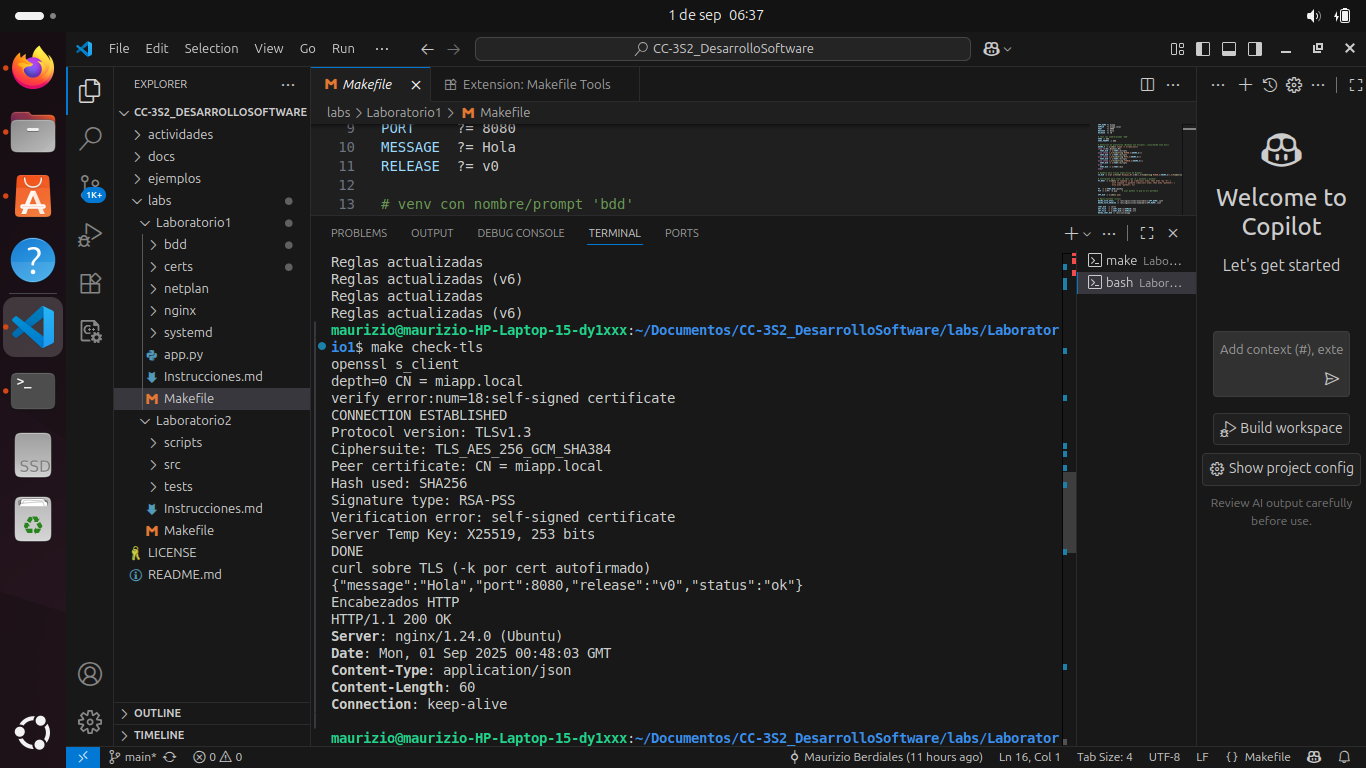 1 de sep 06:37
File Edit Selection View Go Run ···
CC-3S2_DesarrolloSoftware
EXPLORER
CC-3S2_DESARROLLOSOFTWARE
actividades
docs
ejemplos
labs
Laboratorio1
bdd
certs
netplan
nginx
systemd
app.py
Instrucciones.md
Makefile
Laboratorio2
scripts
src
tests
Instrucciones.md
Makefile
LICENSE
README.md
OUTLINE
TIMELINE
1K+
SSD
Makefile
Extension: Makefile Tools
labs > Laboratorio1 > Makefile
9 PORT ?= 8080
10 MESSAGE ?= Hola
11 RELEASE ?= v0
12
13 # venv con nombre/prompt 'bdd'
PROBLEMS OUTPUT DEBUG CONSOLE TERMINAL PORTS
Reglas actualizadas
Reglas actualizadas (v6)
Reglas actualizadas
Reglas actualizadas (v6)
maurizio@maurizio-HP-Laptop-15-dy1xxx:~/Documentos/CC-3S2_DesarrolloSoftware/labs/Laborator
io1$ make check-tls
openssl s_client
depth=0 CN = miapp.local
verify error:num=18:self-signed certificate
CONNECTION ESTABLISHED
Protocol version: TLSv1.3
Ciphersuite: TLS_AES_256_GCM_SHA384
Peer certificate: CN = miapp.local
Hash used: SHA256
Signature type: RSA-PSS
Verification error: self-signed certificate
Server Temp Key: X25519, 253 bits
DONE
curl sobre TLS (-k por cert autofirmado)
{"message":"Hola","port":8080,"release":"v0","status":"ok"}
Encabezados HTTP
HTTP/1.1 200 OK
Server: nginx/1.24.0 (Ubuntu)
Date: Mon, 01 Sep 2025 00:48:03 GMT
Content-Type: application/json
Content-Length: 60
Connection: keep-alive
maurizio@maurizio-HP-Laptop-15-dy1xxx:~/Documentos/CC-3S2_DesarrolloSoftware/labs/Laborator
make Labo...
bash Labor...
Welcome to
Copilot
Let's get started
Add context (#), exte
Build workspace
Show project config
Review AI output carefully
before use.
main* 0 0 Maurizio Berdiales (11 hours ago) Ln 16, Col 1 Tab Size: 4 UTF-8 LF {} Makefile